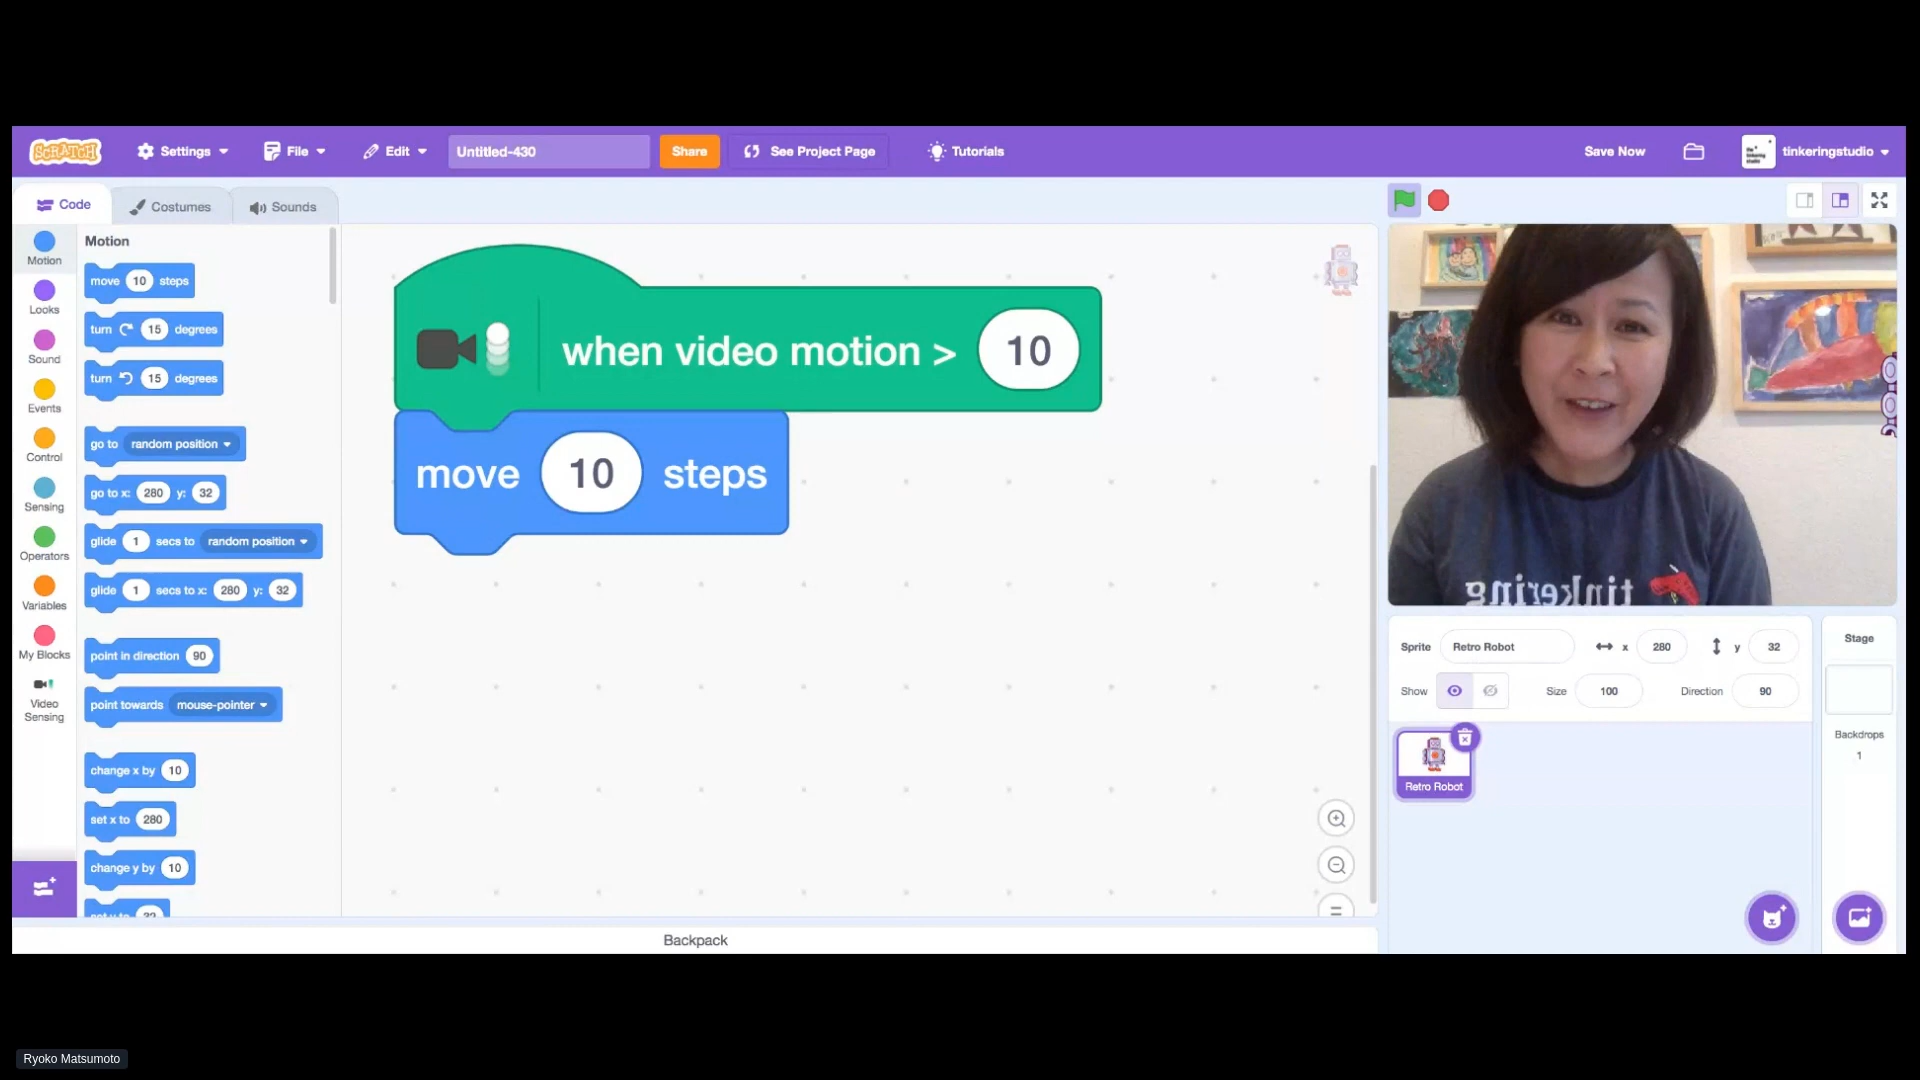 SCRATCH
Settings
File
Edit
Untitled-430
Share
See Project Page
Tutorials
Save Now
tinkeringstudio
Code
Costumes
Sounds
Motion
Looks
Sound
Events
Control
Sensing
Operators
Variables
My Blocks
Video
Sensing
Motion
move 10 steps
turn 15 degrees
turn 15 degrees
go to random position
go to x: 280 y: 32
glide 1 secs to random position
glide 1 secs to x: 280 y: 32
point in direction 90
point towards mouse-pointer
change x by 10
set x to 280
change y by 10
set y to 32
when video motion > 10
move 10 steps
Backpack
tinkering
Sprite Retro Robot x 280 y 32
Show Size 100 Direction 90
Retro Robot
Stage
Backdrops
1
Ryoko Matsumoto